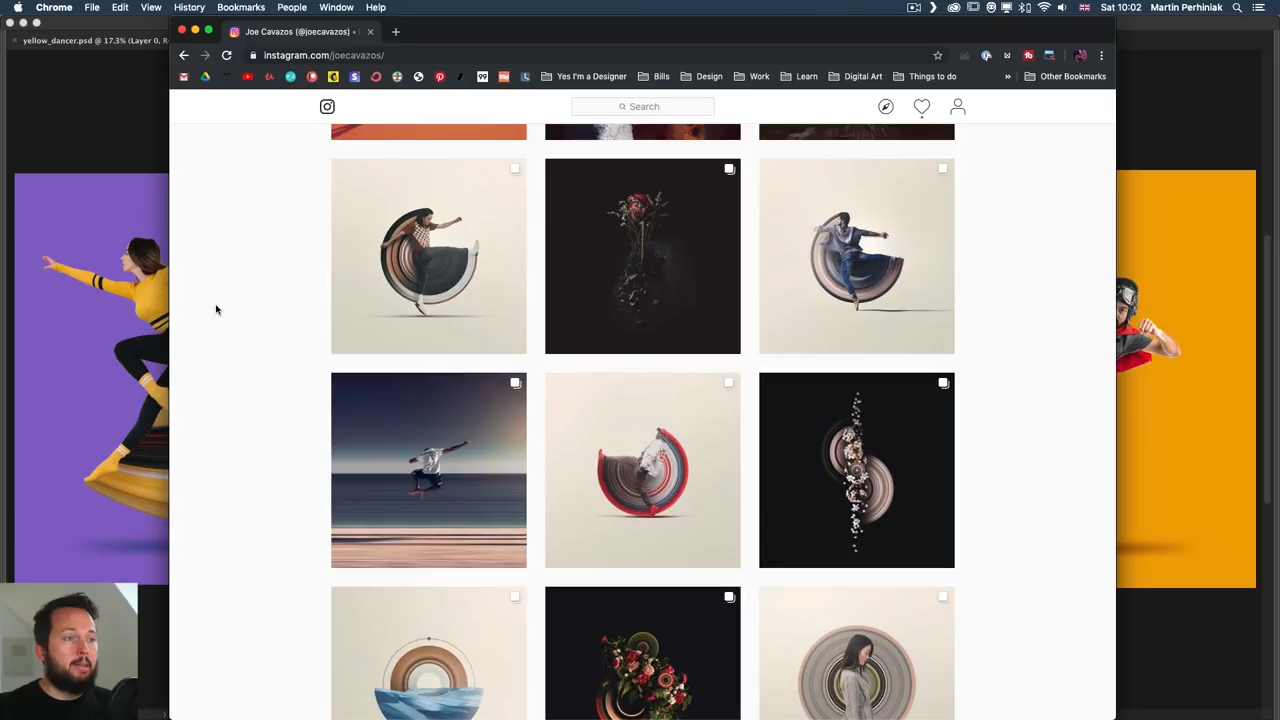 Chrome File Edit View History Bookmarks People Window Help
Sat 10:02 Martin Perhiniak
yellow_dancer.psd @ 17.3% (Layer 0, R
Joe Cavazos (@joecavazos) •
instagram.com/joecavazos/
Yes I'm a Designer Bills Design Work Learn Digital Art Things to do » Other Bookmarks
Search